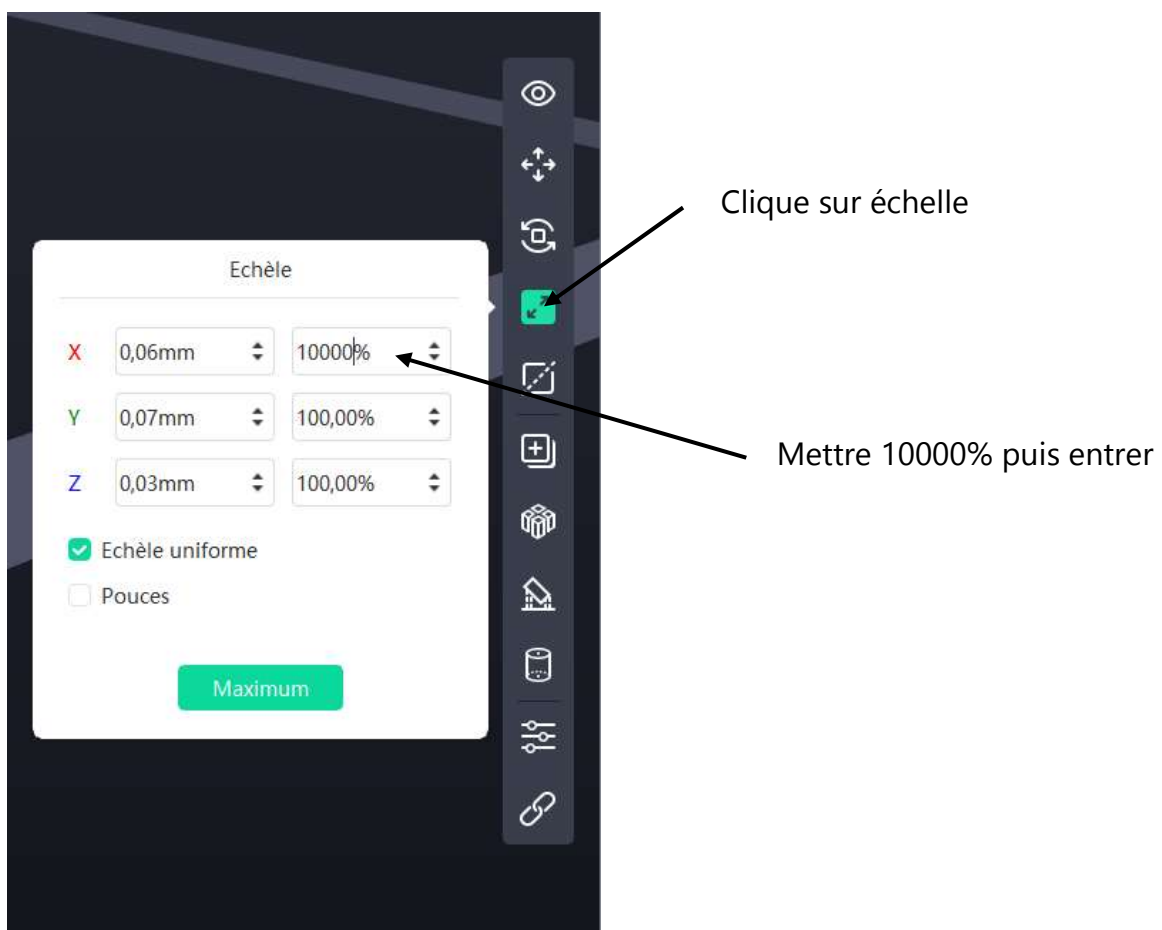 Clique sur échelle
Echèle
X 0,06mm 10000%
Y 0,07mm 100,00%
Mettre 10000% puis entrer
Z 0,03mm 100,00%
Echèle uniforme
Pouces
Maximum